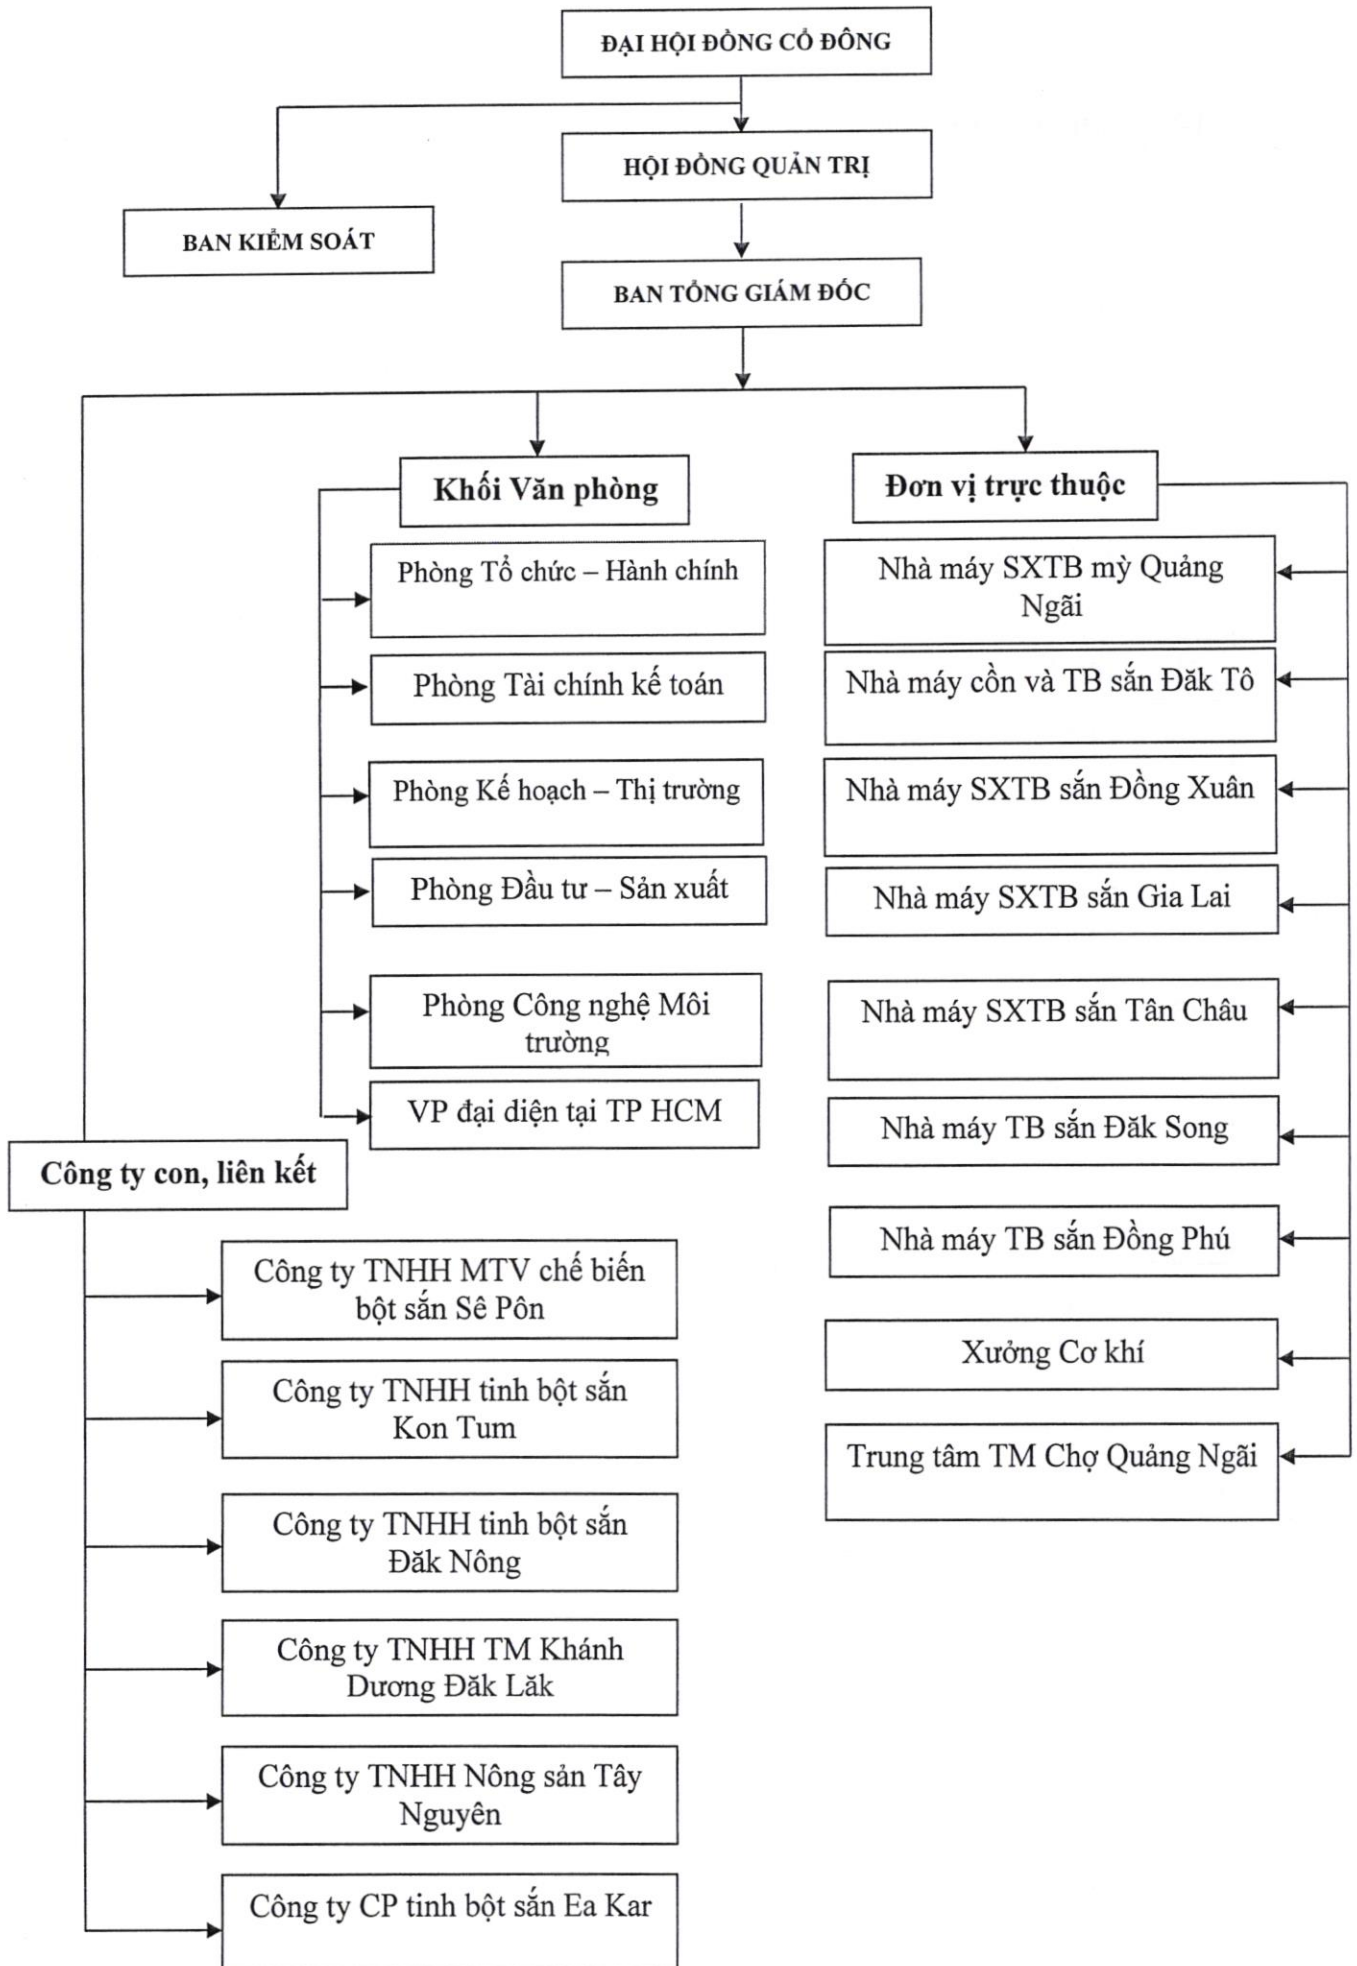 ĐẠI HỘI ĐỒNG CỔ ĐÔNG
HỘI ĐỒNG QUẢN TRỊ
BAN KIỂM SOÁT
BAN TỔNG GIÁM ĐỐC
Khối Văn phòng
Phòng Tổ chức – Hành chính
Phòng Tài chính kế toán
Phòng Kế hoạch – Thị trường
Phòng Đầu tư – Sản xuất
Phòng Công nghệ Môi
trường
VP đại diện tại TP HCM
Đơn vị trực thuộc
Nhà máy SXTB mỳ Quảng
Ngãi
Nhà máy cồn và TB sắn Đăk Tô
Nhà máy SXTB sắn Đồng Xuân
Nhà máy SXTB sắn Gia Lai
Nhà máy SXTB sắn Tân Châu
Nhà máy TB sắn Đăk Song
Nhà máy TB sắn Đồng Phú
Xưởng Cơ khí
Trung tâm TM Chợ Quảng Ngãi
Công ty con, liên kết
Công ty TNHH MTV chế biến
bột sắn Sê Pôn
Công ty TNHH tinh bột sắn
Kon Tum
Công ty TNHH tinh bột sắn
Đăk Nông
Công ty TNHH TM Khánh
Dương Đăk Lăk
Công ty TNHH Nông sản Tây
Nguyên
Công ty CP tinh bột sắn Ea Kar